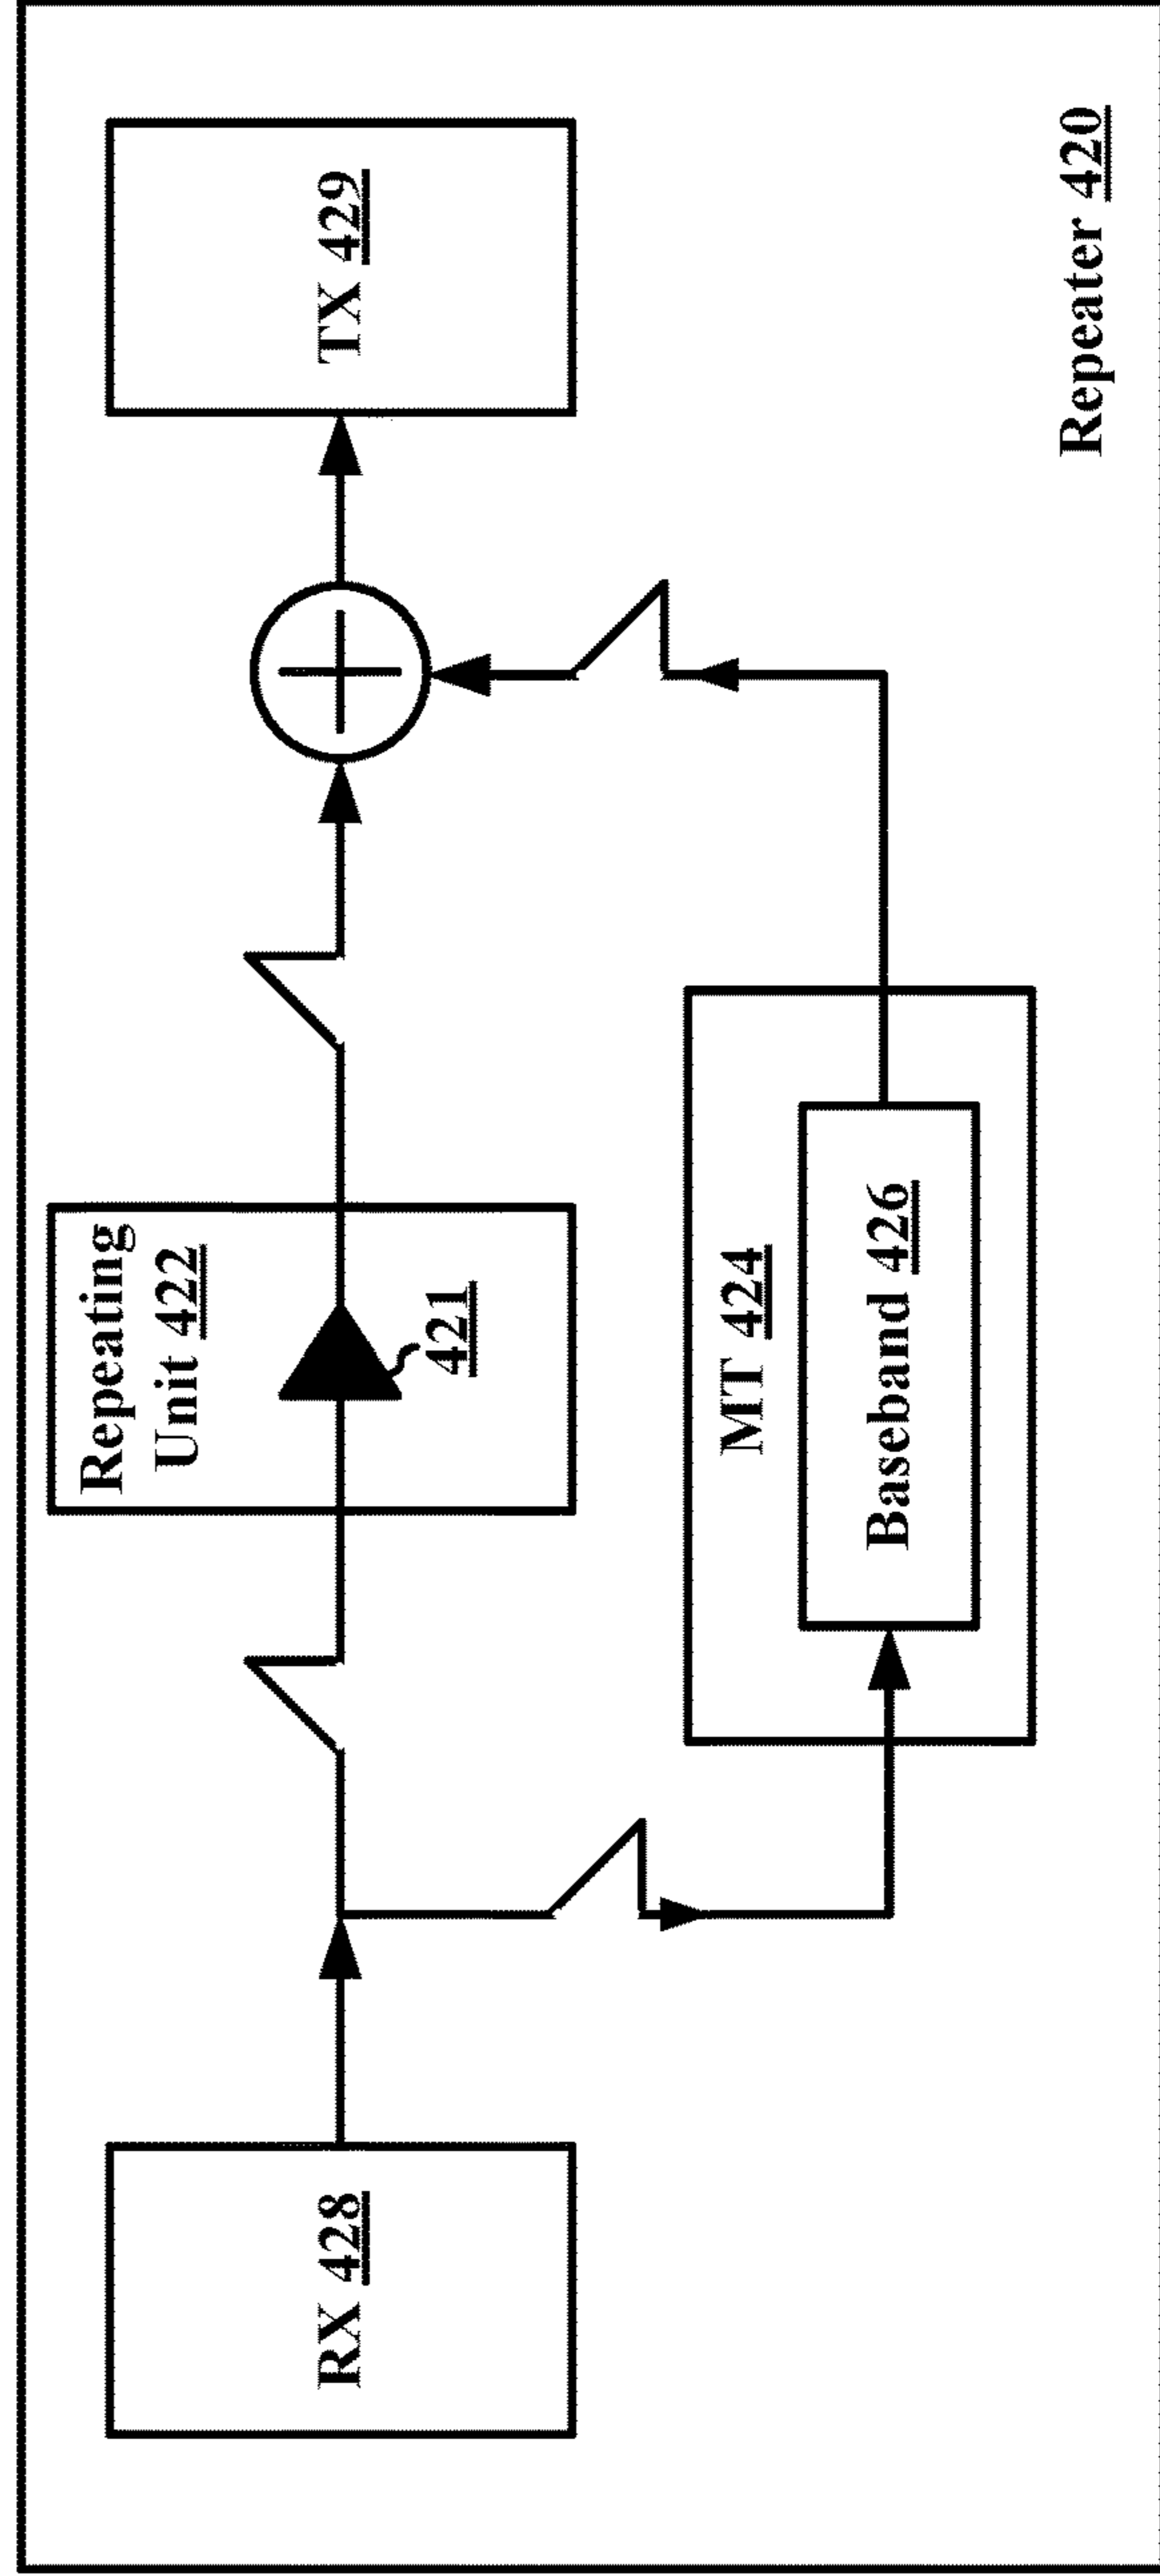 RX 428
Repeating
Unit 422
421
MT 424
Baseband 426
TX 429
Repeater 420